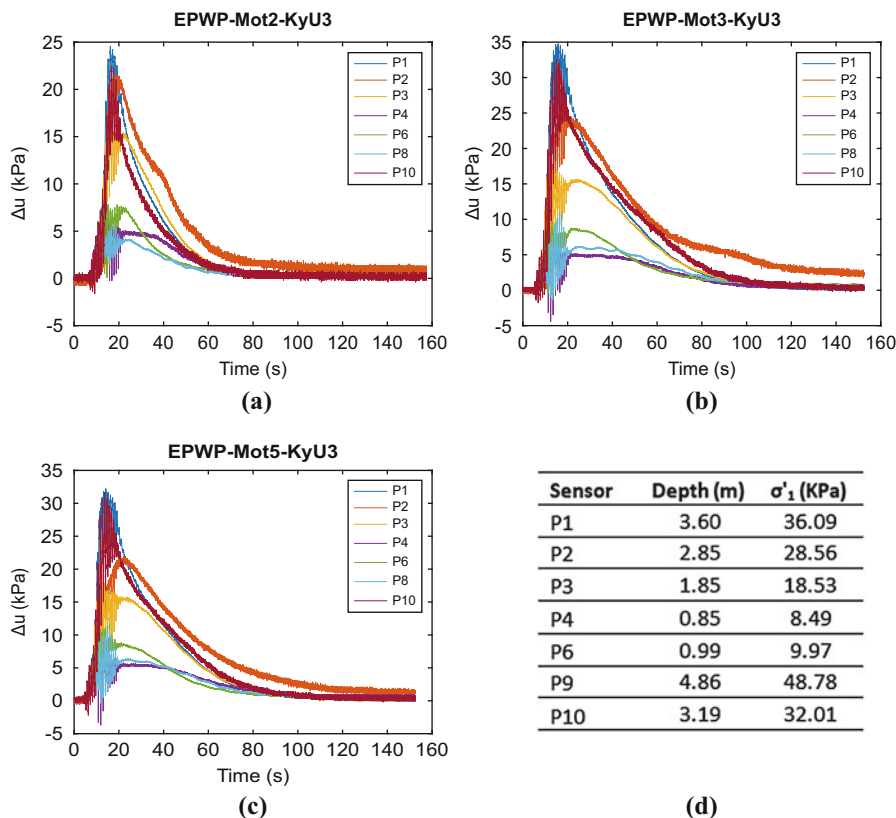 EPWP-Mot2-KyU3
25
20
15
10
5
0
-5
Δu (kPa)
0 20 40 60 80 100 120 140 160
Time (s)
P1
P2
P3
P4
P6
P8
P10
(a)
EPWP-Mot3-KyU3
35
30
25
20
15
10
5
0
-5
Δu (kPa)
0 20 40 60 80 100 120 140 160
Time (s)
P1
P2
P3
P4
P6
P8
P10
(b)
EPWP-Mot5-KyU3
35
30
25
20
15
10
5
0
-5
Δu (kPa)
0 20 40 60 80 100 120 140 160
Time (s)
P1
P2
P3
P4
P6
P8
P10
(c)
Sensor Depth (m) σ'₁ (KPa)
P1 3.60 36.09
P2 2.85 28.56
P3 1.85 18.53
P4 0.85 8.49
P6 0.99 9.97
P9 4.86 48.78
P10 3.19 32.01
(d)